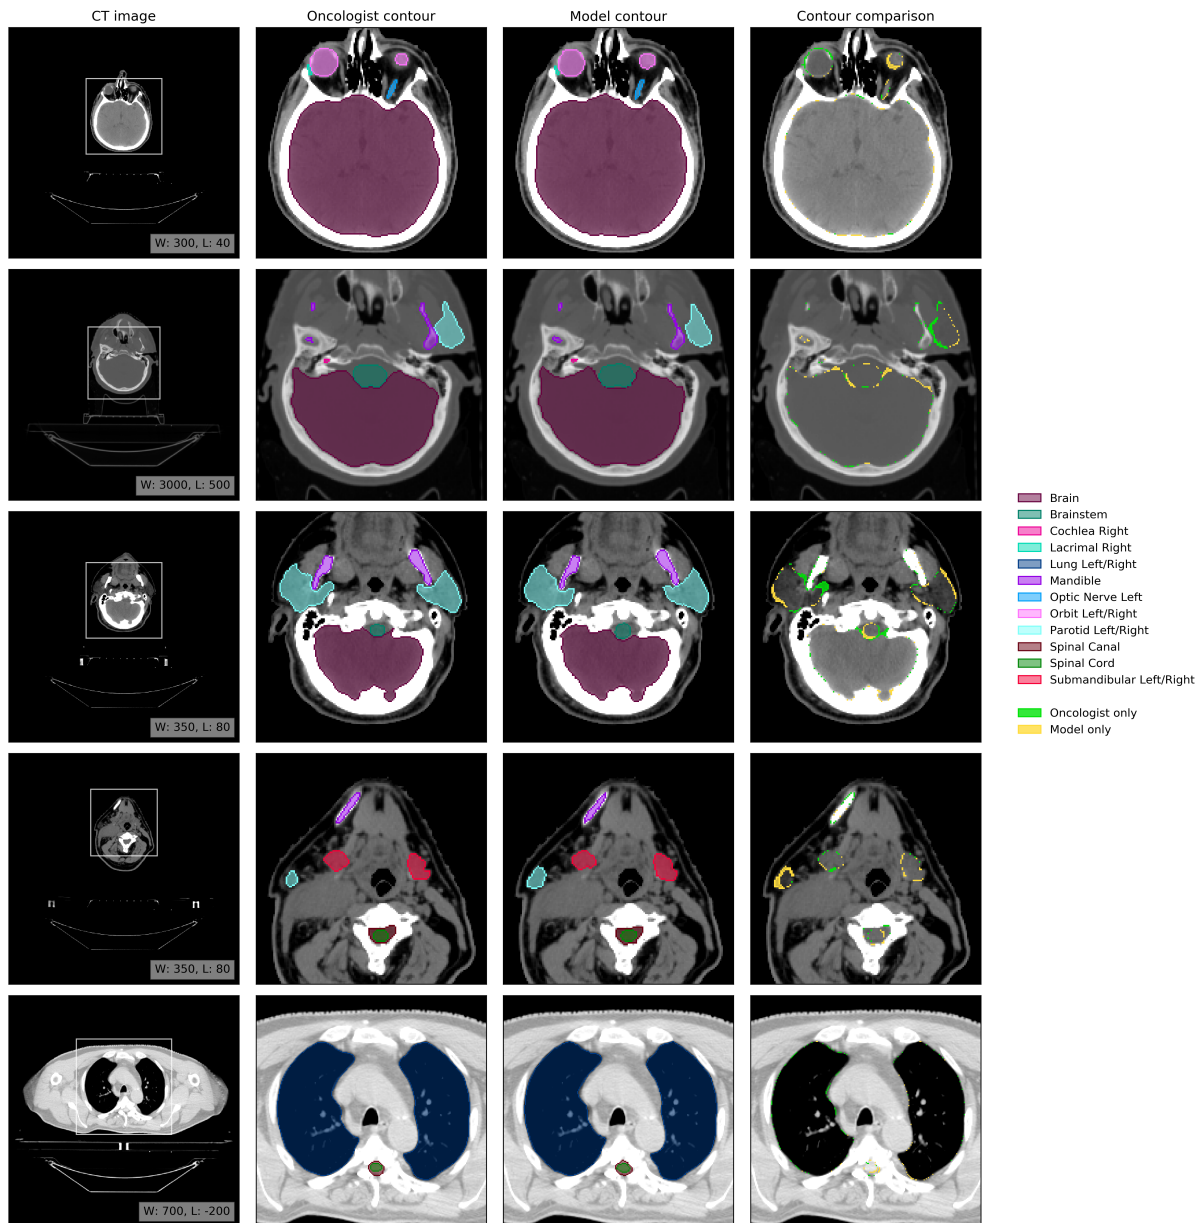 CT image
Oncologist contour
Model contour
Contour comparison
W: 300, L: 40
W: 3000, L: 500
W: 350, L: 80
W: 350, L: 80
W: 700, L: -200
Brain
Brainstem
Cochlea Right
Lacrimal Right
Lung Left/Right
Mandible
Optic Nerve Left
Orbit Left/Right
Parotid Left/Right
Spinal Canal
Spinal Cord
Submandibular Left/Right
Oncologist only
Model only